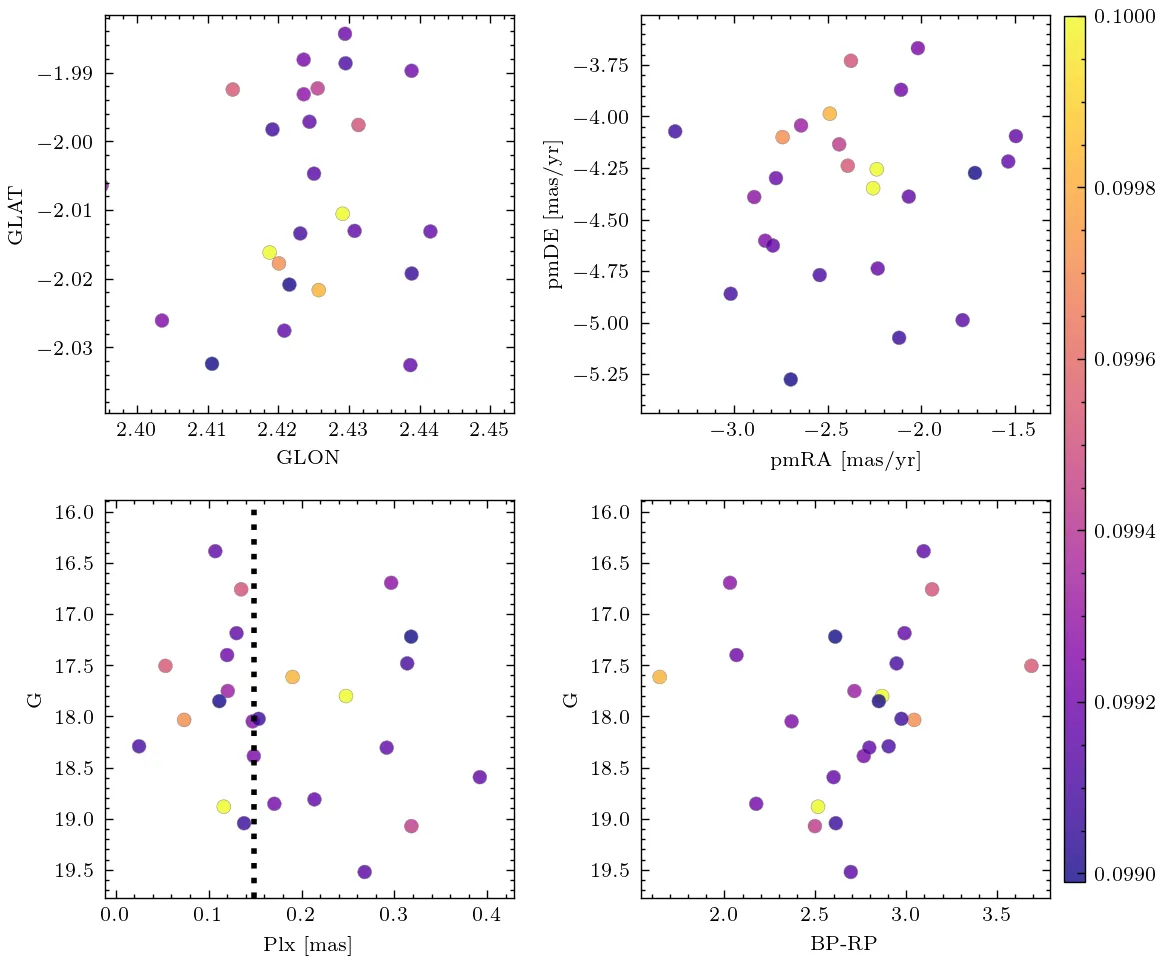 −1.99
−2.00
−2.01
−2.02
−2.03
GLAT
2.40 2.41 2.42 2.43 2.44 2.45
GLON
−3.75
−4.00
−4.25
−4.50
−4.75
−5.00
−5.25
pmDE [mas/yr]
−3.0 −2.5 −2.0 −1.5
pmRA [mas/yr]
0.1000
0.0998
0.0996
0.0994
0.0992
0.0990
16.0
16.5
17.0
17.5
18.0
18.5
19.0
19.5
G
0.0 0.1 0.2 0.3 0.4
Plx [mas]
16.0
16.5
17.0
17.5
18.0
18.5
19.0
19.5
G
2.0 2.5 3.0 3.5
BP-RP